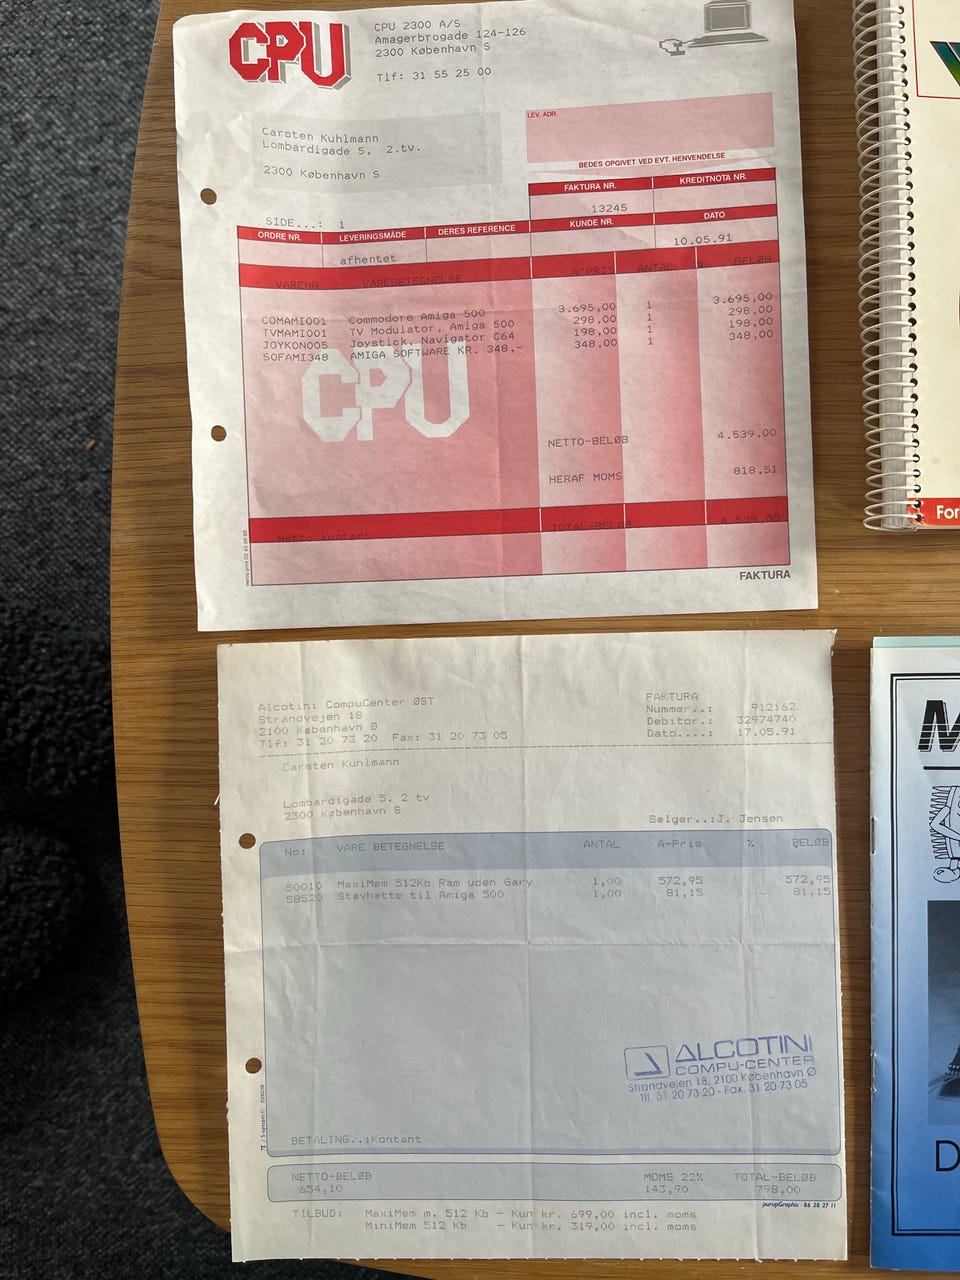 CPU
CPU 2300 A/S
Amagerbrogade 124-126
2300 København S
Tlf: 31 55 25 00
LEV. ADR.
Carsten Kuhlmann
Lombardigade 5, 2.tv.
2300 København S
BEDES OPGIVET VED EVT. HENVENDELSE
FAKTURA NR. KREDITNOTA NR.
13245
SIDE...: 1
ORDRE NR. LEVERINGSMÅDE DERES REFERENCE KUNDE NR. DATO
afhentet 10.05.91
VARENR VAREBETEGNELSE A'PRIS ANTAL % BELØB
COMAMI001 Commodore Amiga 500 3.695,00 1 3.695,00
TVMAMI001 TV Modulator, Amiga 500 298,00 1 298,00
JOYKON005 Joystick, Navigator C64 198,00 1 198,00
SOFAMI348 AMIGA SOFTWARE KR. 348,- 348,00 1 348,00
CPU
NETTO-BELØB 4.539,00
HERAF MOMS 818,51
TOTAL-BELØB 4.539,00
Netto kontant
FAKTURA
Alcotini CompuCenter ØST
Strandvejen 18
2100 København Ø
Tlf: 31 20 73 20 Fax: 31 20 73 05
FAKTURA
Nummer..: 912162
Debitor.: 32974740
Dato....: 17.05.91
Carsten Kuhlmann
Lombardigade 5. 2 tv
2300 København S
Sælger..:J. Jensen
No: VARE BETEGNELSE ANTAL A-Pris % BELØB
50010 MaxiMem 512Kb Ram uden Gary 1,00 572,95 572,95
58520 Støvhætte til Amiga 500 1,00 81,15 81,15
ALCOTINI
COMPU-CENTER
Strandvejen 18, 2100 København Ø
Tlf. 31 20 73 20 - Fax. 31 20 73 05
BETALING..:Kontant
NETTO-BELØB MOMS 22% TOTAL-BELØB
654,10 143,90 798,00
purupGraphic · 86 28 27 11
TILBUD: MaxiMem m. 512 Kb - Kun kr. 699,00 incl. moms
MiniMem 512 Kb - Kun kr. 319,00 incl. moms
For
M
D